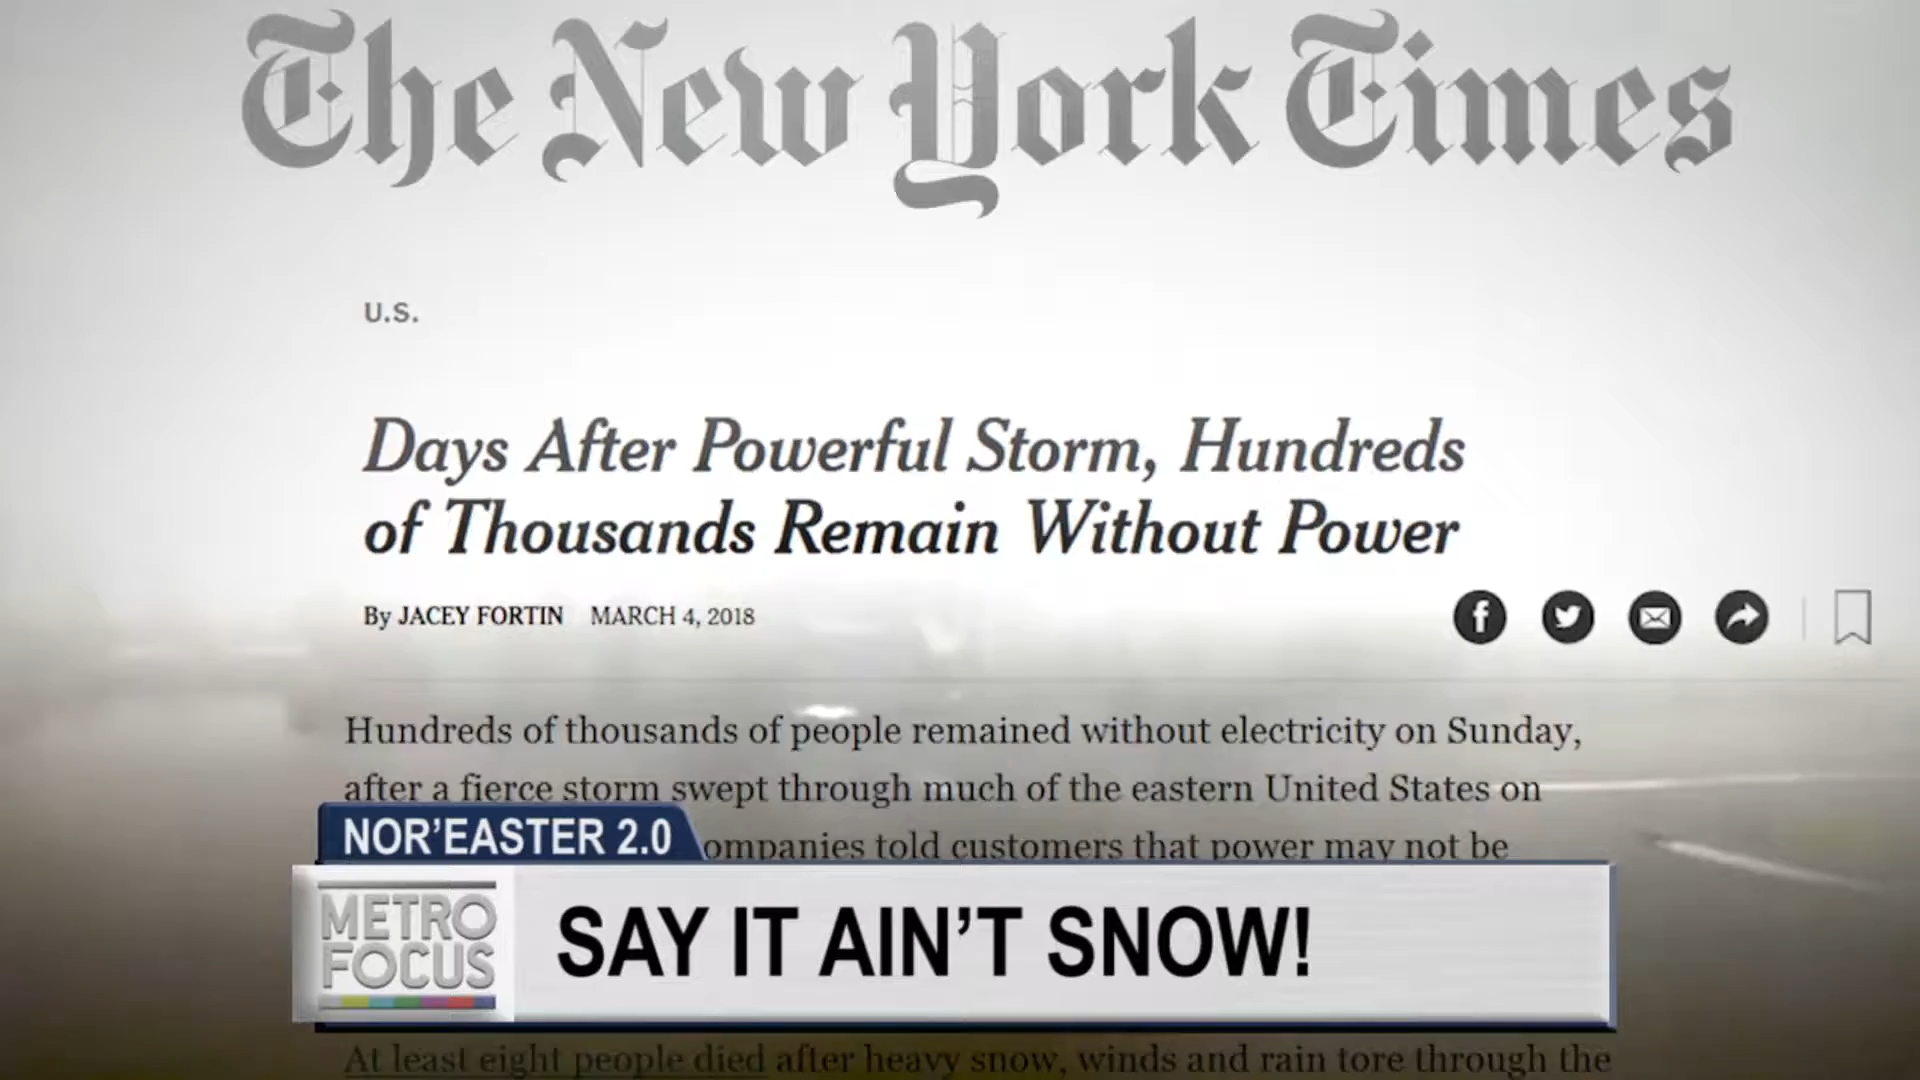 The New York Times
U.S.
Days After Powerful Storm, Hundreds
of Thousands Remain Without Power
By JACEY FORTIN MARCH 4, 2018
Hundreds of thousands of people remained without electricity on Sunday,
after a fierce storm swept through much of the eastern United States on
NOR'EASTER 2.0
told customers that power may not be
METRO
FOCUS
SAY IT AIN'T SNOW!
At least eight people died after heavy snow, winds and rain tore through the